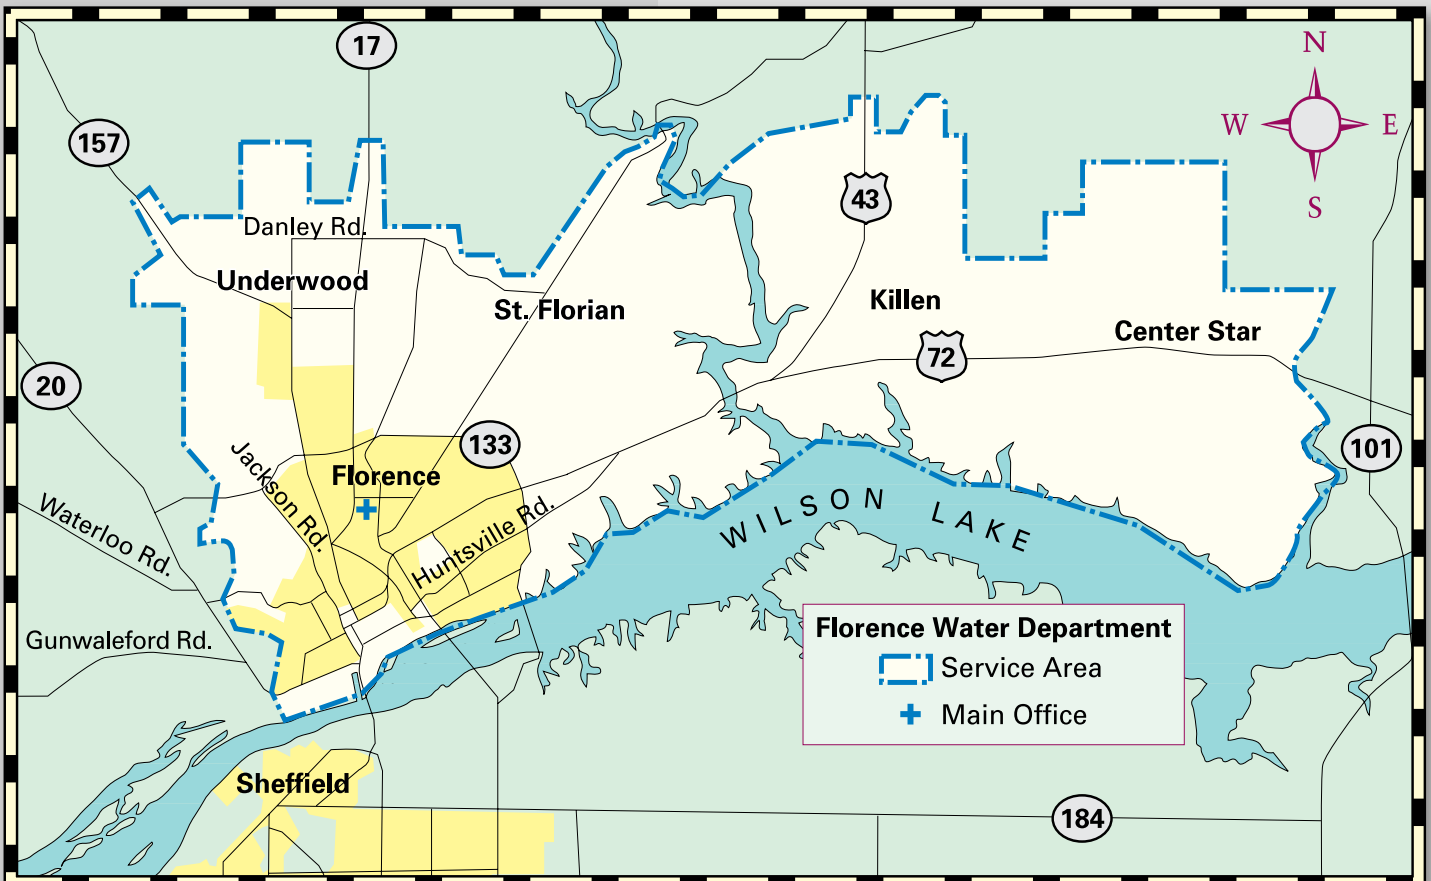 17
N
W E
S
157
43
Danley Rd.
Underwood
St. Florian
Killen
Center Star
72
20
133
101
Jackson Rd.
Florence
Huntsville Rd.
Waterloo Rd.
WILSON LAKE
Gunwaleford Rd.
Florence Water Department
Service Area
Main Office
Sheffield
184